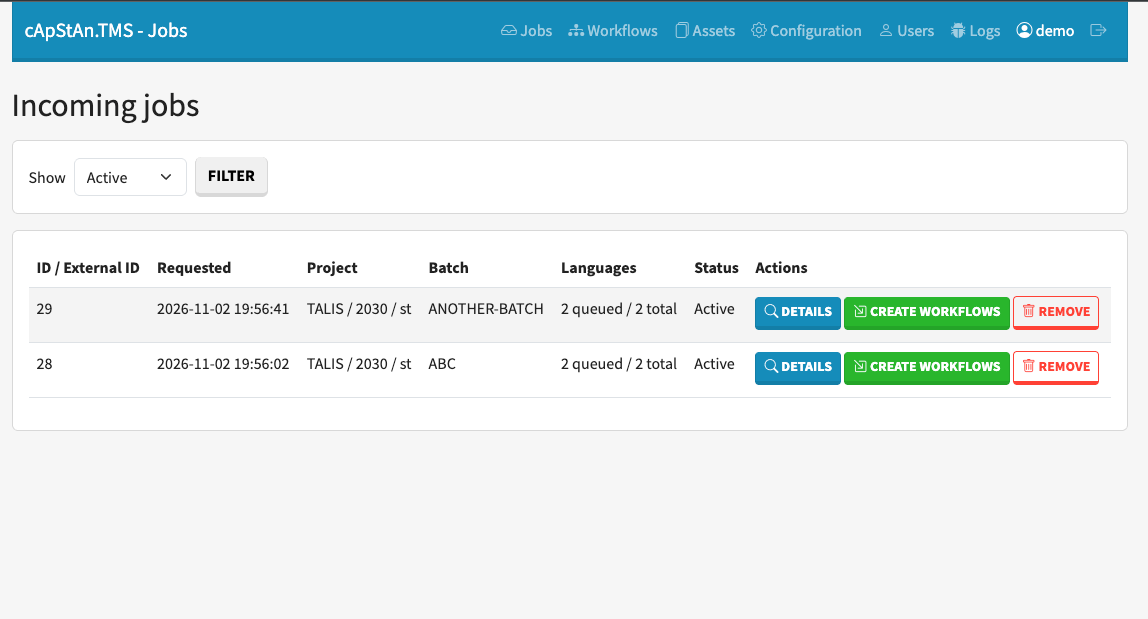 cApStAn.TMS - Jobs Jobs Workflows Assets Configuration Users Logs demo
Incoming jobs
Show Active FILTER
ID / External ID Requested Project Batch Languages Status Actions
29 2026-11-02 19:56:41 TALIS / 2030 / st ANOTHER-BATCH 2 queued / 2 total Active DETAILS CREATE WORKFLOWS REMOVE
28 2026-11-02 19:56:02 TALIS / 2030 / st ABC 2 queued / 2 total Active DETAILS CREATE WORKFLOWS REMOVE